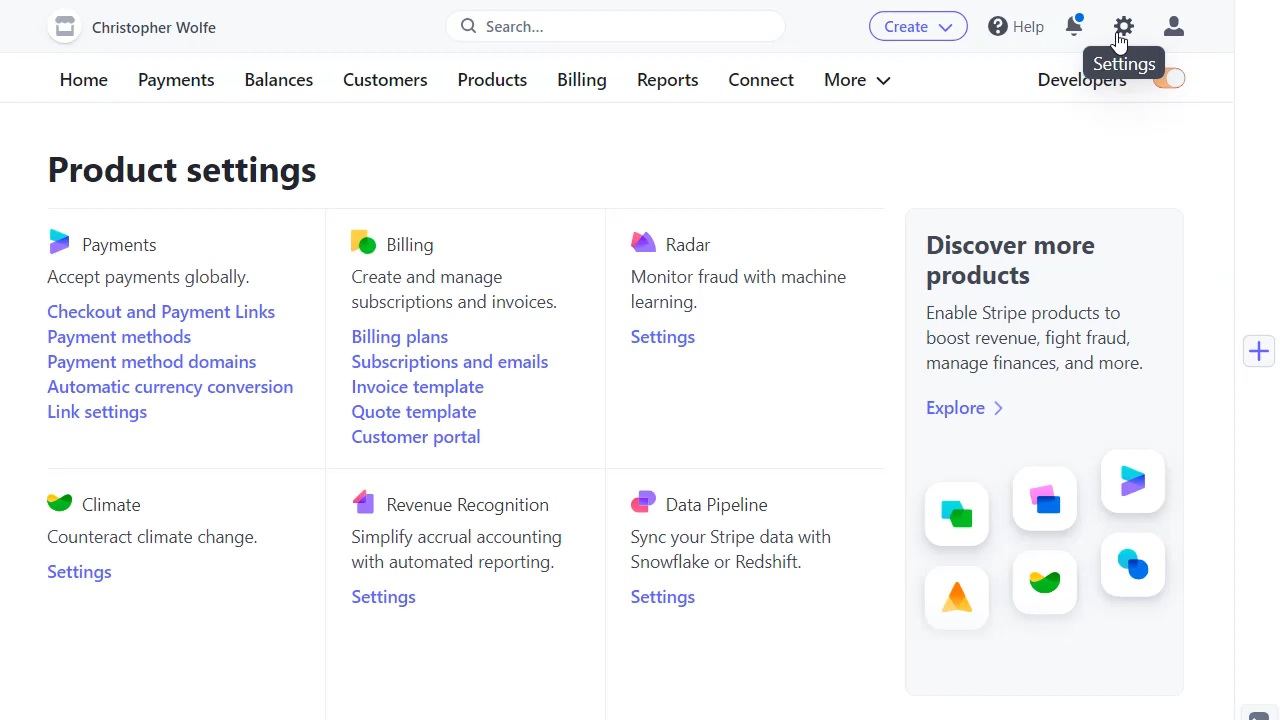 Christopher Wolfe
Search...
Create
Help
Settings
Home
Payments
Balances
Customers
Products
Billing
Reports
Connect
More
Developers
Product settings
Payments
Accept payments globally.
Checkout and Payment Links
Payment methods
Payment method domains
Automatic currency conversion
Link settings
Billing
Create and manage
subscriptions and invoices.
Billing plans
Subscriptions and emails
Invoice template
Quote template
Customer portal
Radar
Monitor fraud with machine
learning.
Settings
Discover more
products
Enable Stripe products to
boost revenue, fight fraud,
manage finances, and more.
Explore
Climate
Counteract climate change.
Settings
Revenue Recognition
Simplify accrual accounting
with automated reporting.
Settings
Data Pipeline
Sync your Stripe data with
Snowflake or Redshift.
Settings